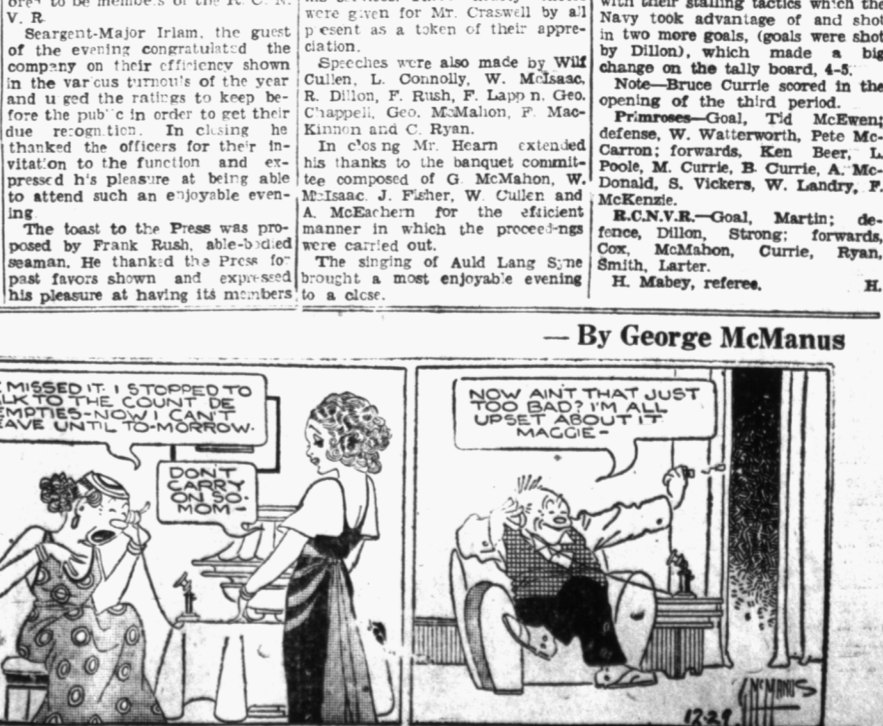 V. R.
Seargent-Major Irlam, the guest
of the evening congratulated the
company on their efficiency shown
in the various turnouts of the year
and u ged the ratings to keep be-
fore the pub''c in order to get their
due recognition. In closing he
thanked the officers for their in-
vitation to the function and ex-
pressed h's pleasure at being able
to attend such an enjoyable even-
ing
The toast to the Press was pro-
posed by Frank Rush, able-bodied
seaman. He thanked the Press for
past favors shown and expressed
his pleasure at having its members
were given for Mr. Craswell by all
p esent as a token of their appre-
ciation.
Speeches were also made by Wilf
Cullen, L. Connolly, W. McIsaac,
R. Dillon, F. Rush, F. Lapp n, Geo.
Chappell, Geo. McMahon, F. Mac-
Kinnon and C. Ryan.
In clos ng Mr. Hearn extended
his thanks to the banquet commit-
tee composed of G. McMahon, W.
McIsaac, J. Fisher, W. Cullen and
A. McEachern for the efficient
manner in which the proceed-ngs
were carried out.
The singing of Auld Lang Syne
brought a most enjoyable evening
to a close.
with their stalling tactics which the
Navy took advantage of and shot
in two more goals, (goals were shot
by Dillon), which made a big
change on the tally board, 4-5.
Note—Bruce Currie scored in the
opening of the third period.
Primroses—Goal, Tid McEwen;
defense, W. Watterworth, Pete Mc-
Carron; forwards, Ken Beer, L.
Poole, M. Currie, B. Currie, A. Mc-
Donald, S. Vickers, W. Landry, F.
McKenzie.
R.C.N.V.R.—Goal, Martin; de-
fence, Dillon, Strong; forwards,
Cox, McMahon, Currie, Ryan,
Smith, Larter.
H. Mabey, referee. H.
— By George McManus
MISSED IT. I STOPPED TO
LK TO THE COUNT DE
EMPTIES-NOW I CAN'T
EAVE UNTIL TO-MORROW.
DON'T
CARRY
ON SO-
MOM-
NOW AIN'T THAT JUST
TOO BAD? I'M ALL
UPSET ABOUT IT
MAGGIE-
McMANUS
12-29